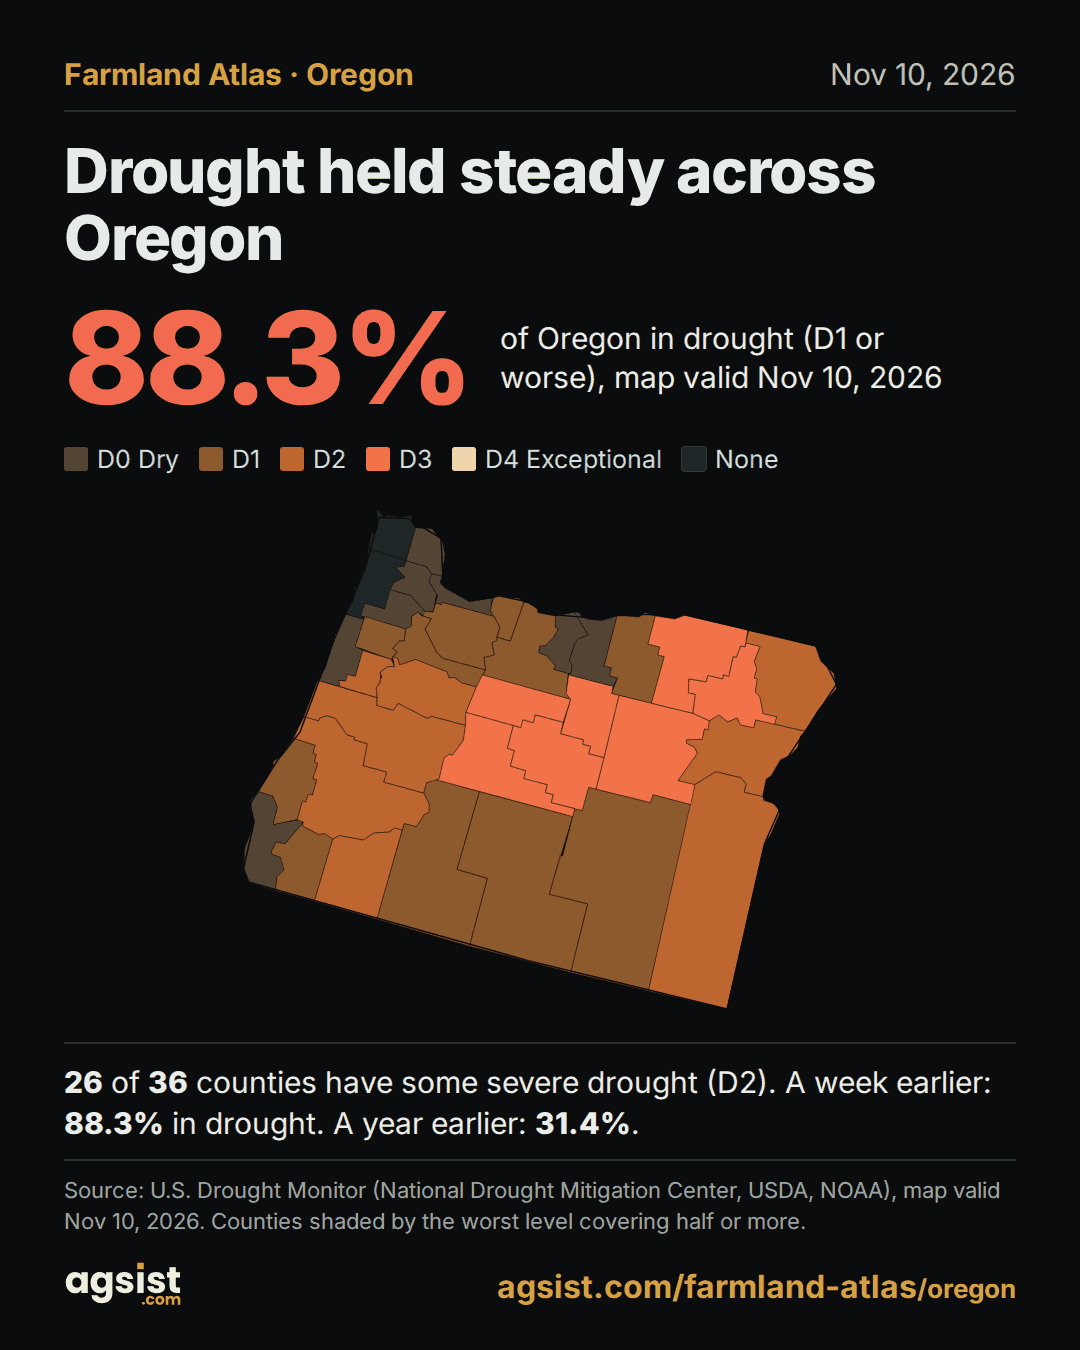 Farmland Atlas · Oregon
Nov 10, 2026
Drought held steady across
Oregon
88.3%
of Oregon in drought (D1 or
worse), map valid Nov 10, 2026
D0 Dry
D1
D2
D3
D4 Exceptional
None
26 of 36 counties have some severe drought (D2). A week earlier:
88.3% in drought. A year earlier: 31.4%.
Source: U.S. Drought Monitor (National Drought Mitigation Center, USDA, NOAA), map valid
Nov 10, 2026. Counties shaded by the worst level covering half or more.
agsist
.com
agsist.com/farmland-atlas/oregon